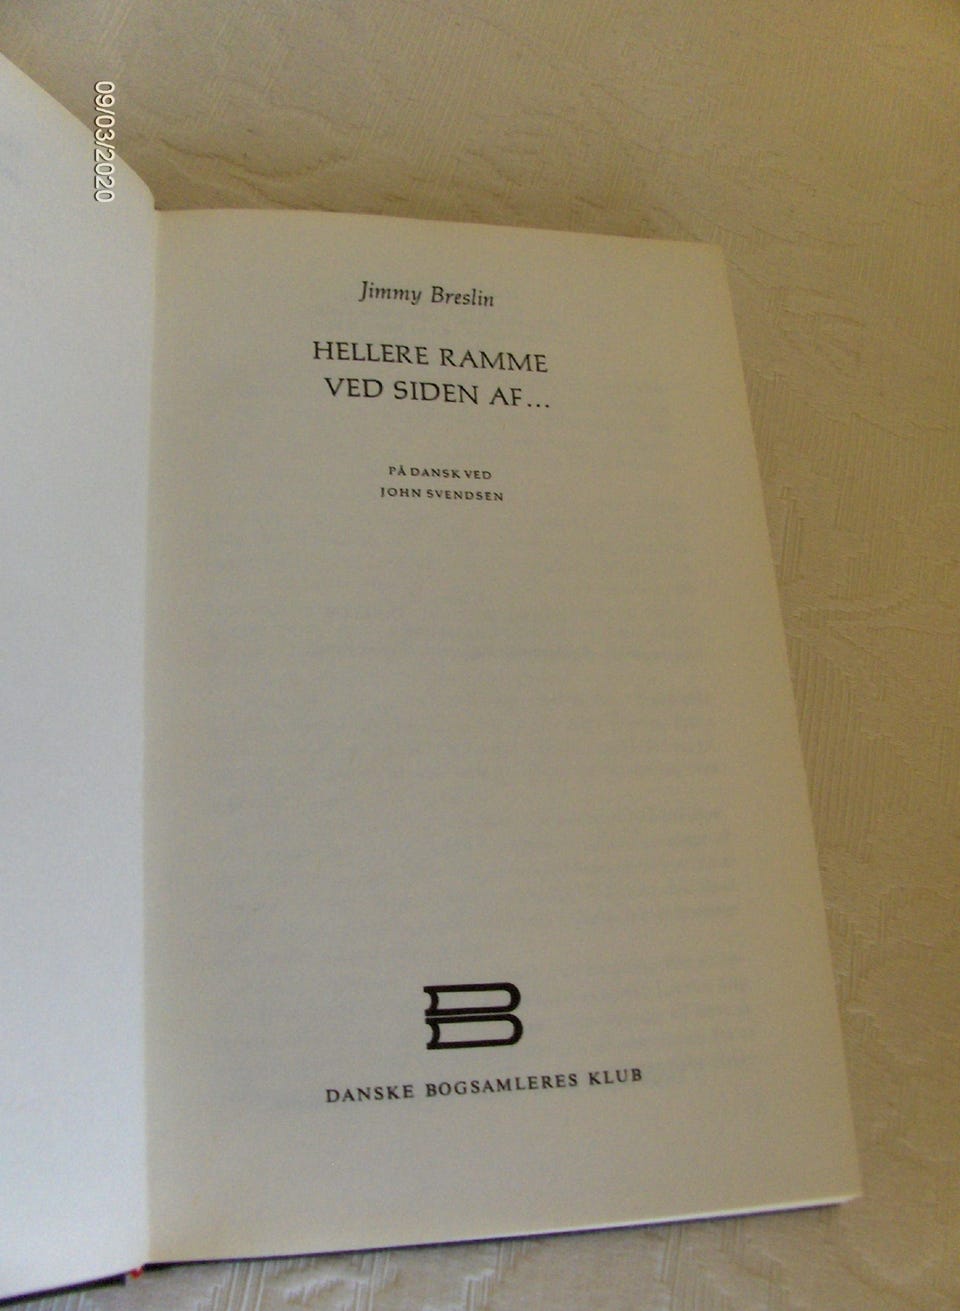 09/03/2020
Jimmy Breslin
HELLERE RAMME
VED SIDEN AF...
PÅ DANSK VED
JOHN SVENDSEN
DANSKE BOGSAMLERES KLUB